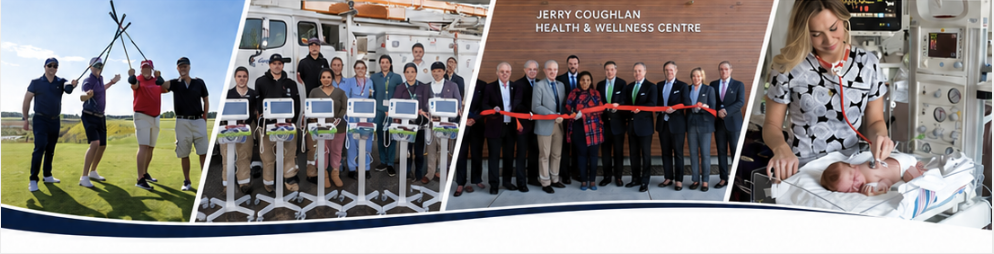 JERRY COUGHLAN
HEALTH & WELLNESS CENTRE